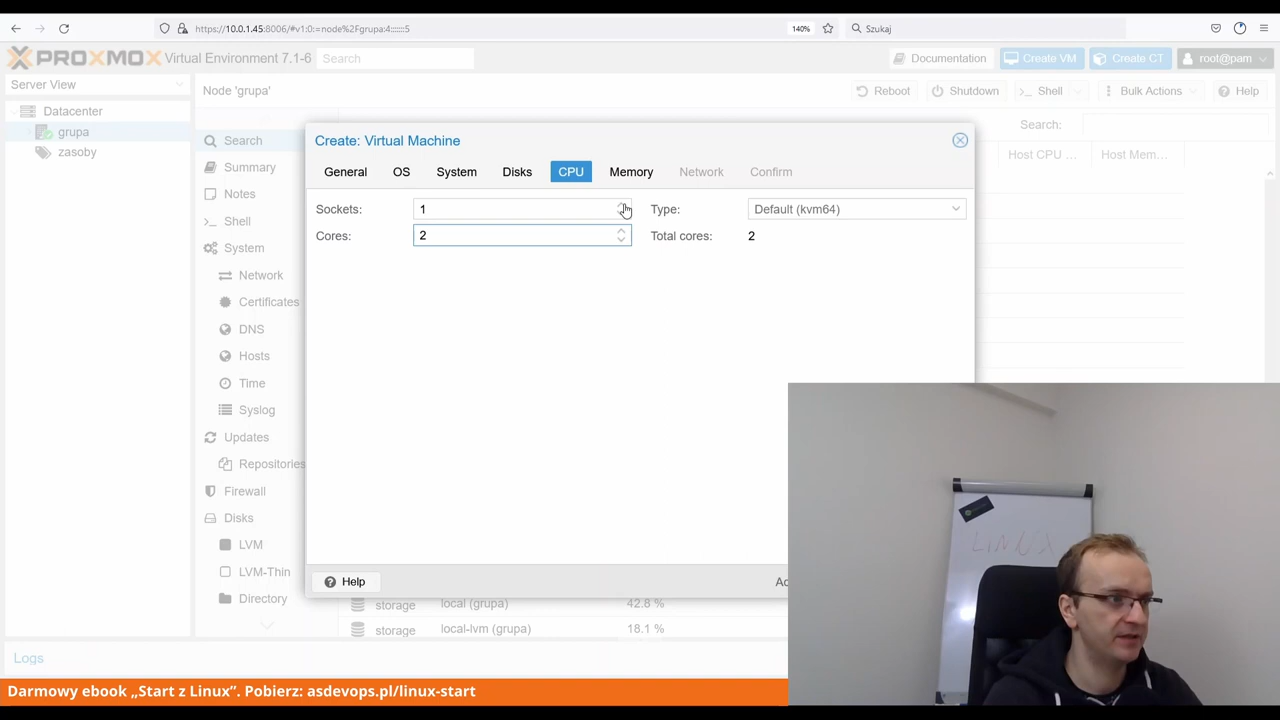 https://10.0.1.45:8006/#v1:0:=node%2Fgrupa:4::::::5
140%
Szukaj
PROXMOX Virtual Environment 7.1-6
Search
Documentation
Create VM
Create CT
root@pam
Server View
Node 'grupa'
Reboot
Shutdown
>_ Shell
Bulk Actions
Help
Datacenter
grupa
zasoby
Search
Summary
Notes
>_ Shell
System
Network
Certificates
DNS
Hosts
Time
Syslog
Updates
Repositories
Firewall
Disks
LVM
LVM-Thin
Directory
Search:
Host CPU ...
Host Mem...
Create: Virtual Machine
General
OS
System
Disks
CPU
Memory
Network
Confirm
Sockets:
1
Type:
Default (kvm64)
Cores:
2
Total cores:
2
Help
storage
local (grupa)
42.8 %
storage
local-lvm (grupa)
18.1 %
Logs
LINUX
Darmowy ebook „Start z Linux”. Pobierz: asdevops.pl/linux-start